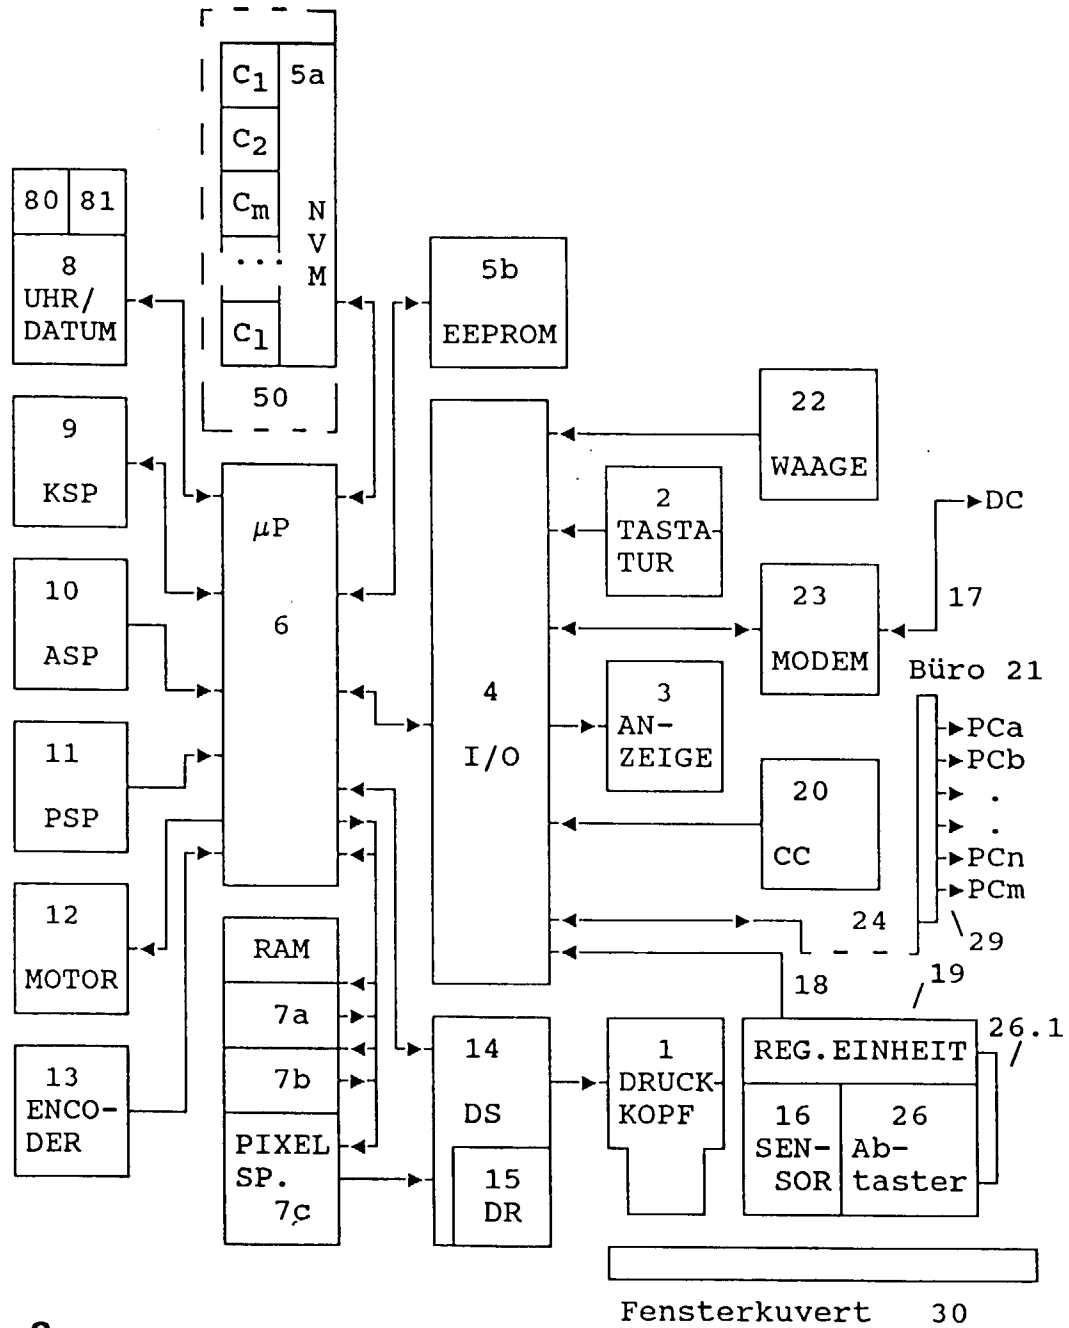 C1 5a
C2
Cm
NVM
...
C1
50
80 81
8
UHR/
DATUM
5b
EEPROM
9
KSP
10
ASP
11
PSP
12
MOTOR
13
ENCO-
DER
μP
6
RAM
7a
7b
PIXEL
SP.
7c
4
I/O
14
DS
15
DR
22
WAAGE
2
TASTA-
TUR
23
MODEM
DC
17
3
AN-
ZEIGE
20
CC
Büro 21
PCa
PCb
.
.
PCn
PCm
24
29
18
19
1
DRUCK
KOPF
REG.EINHEIT
26.1
16
SEN-
SOR
26
Ab-
taster
Fensterkuvert 30